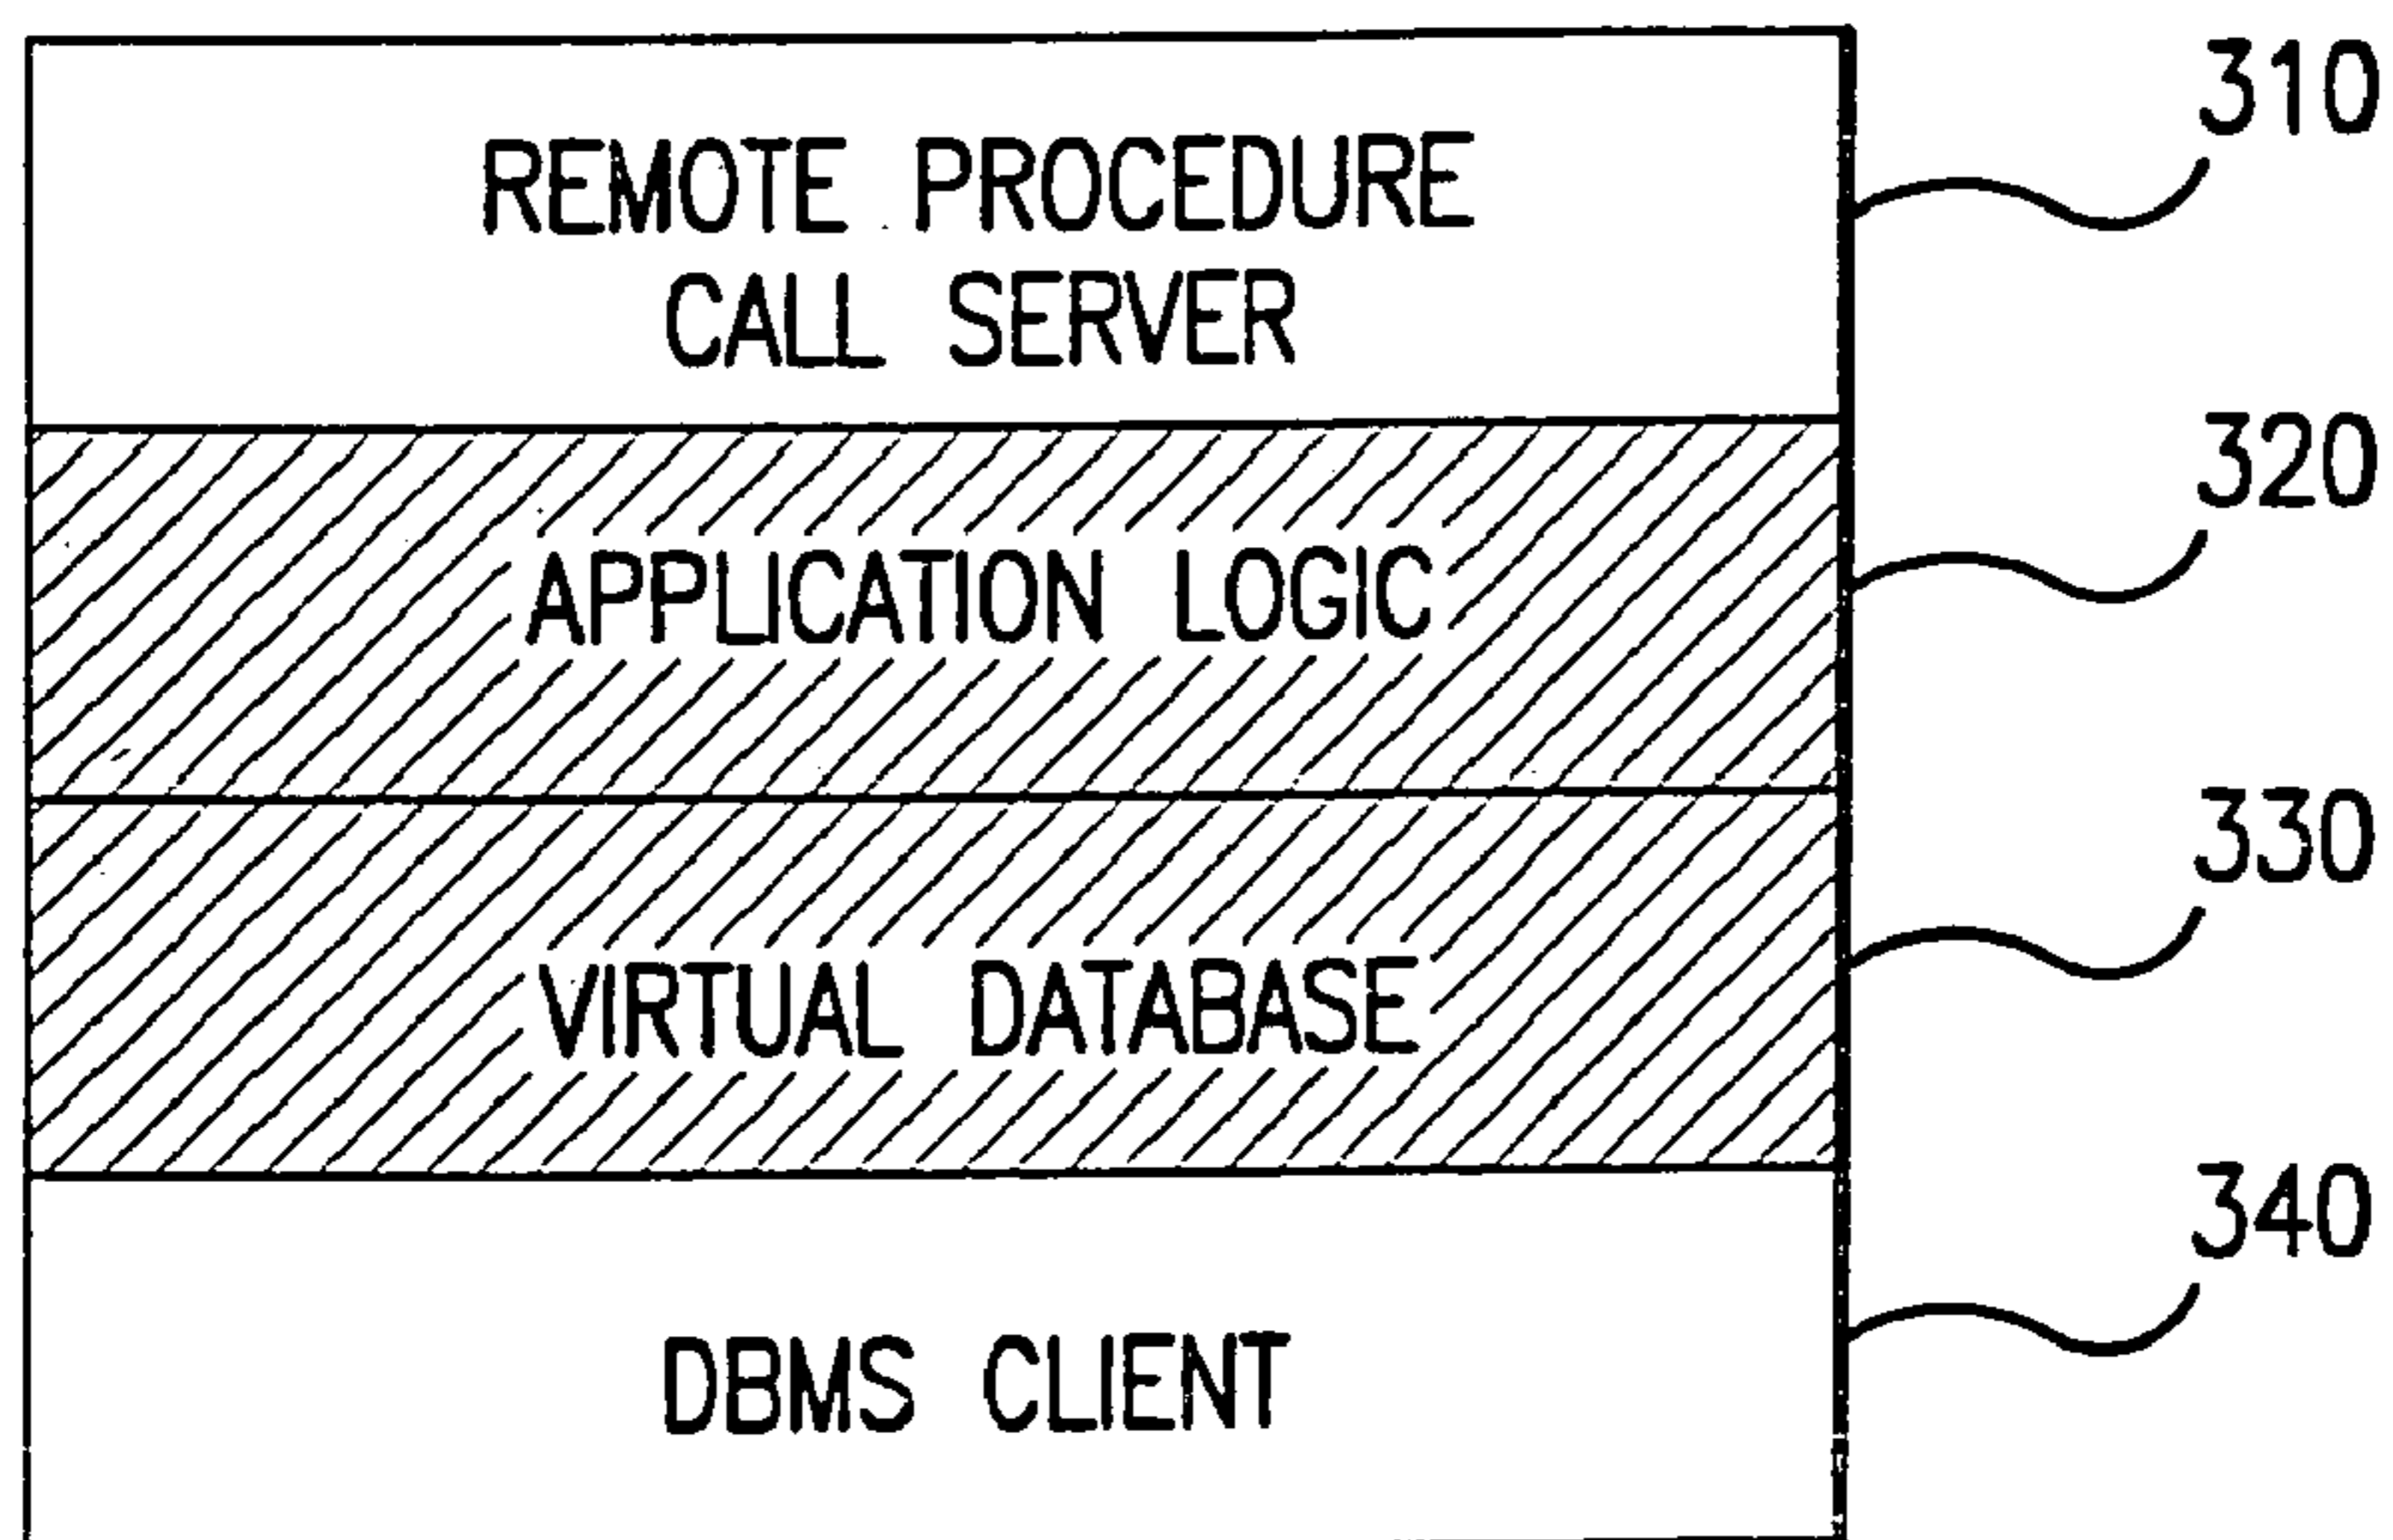 REMOTE PROCEDURE
CALL SERVER
310
APPLICATION LOGIC
320
VIRTUAL DATABASE
330
DBMS CLIENT
340